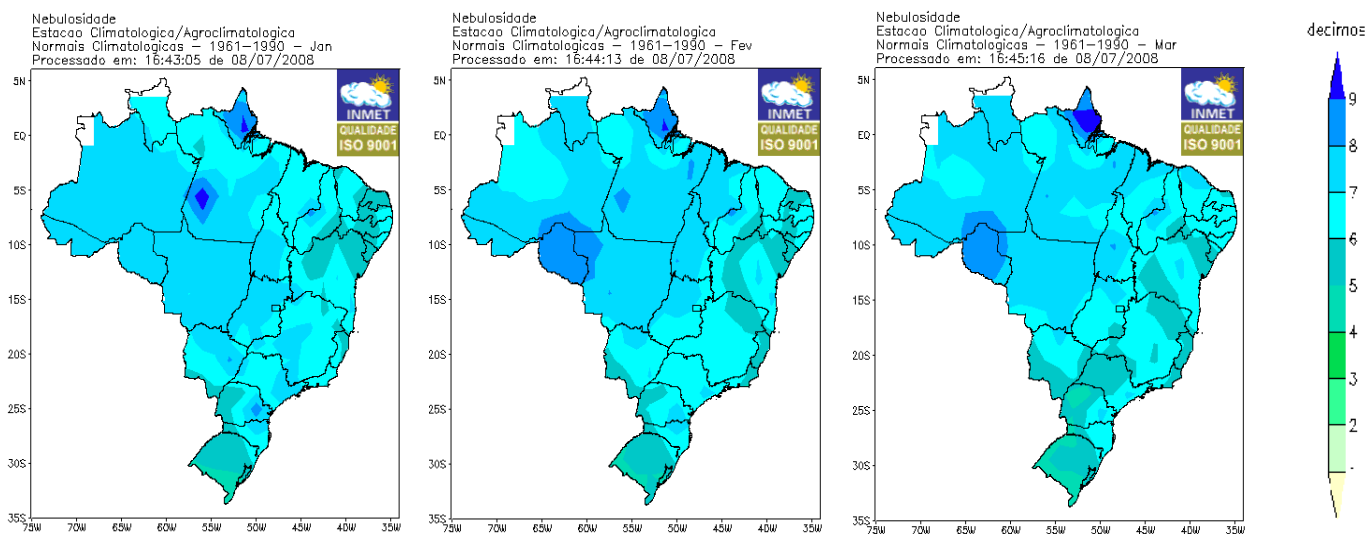 Nebulosidade
Estacao Climatologica/Agroclimatologica
Normais Climatologicas - 1961-1990 - Jan
Processado em: 16:43:05 de 08/07/2008
INMET
QUALIDADE
ISO 9001
5N
EQ
5S
10S
15S
20S
25S
30S
35S
75W 70W 65W 60W 55W 50W 45W 40W 35W
Nebulosidade
Estacao Climatologica/Agroclimatologica
Normais Climatologicas - 1961-1990 - Fev
Processado em: 16:44:13 de 08/07/2008
INMET
QUALIDADE
ISO 9001
5N
EQ
5S
10S
15S
20S
25S
30S
35S
75W 70W 65W 60W 55W 50W 45W 40W 35W
Nebulosidade
Estacao Climatologica/Agroclimatologica
Normais Climatologicas - 1961-1990 - Mar
Processado em: 16:45:16 de 08/07/2008
INMET
QUALIDADE
ISO 9001
5N
EQ
5S
10S
15S
20S
25S
30S
35S
75W 70W 65W 60W 55W 50W 45W 40W 35W
decimos
9
8
7
6
5
4
3
2